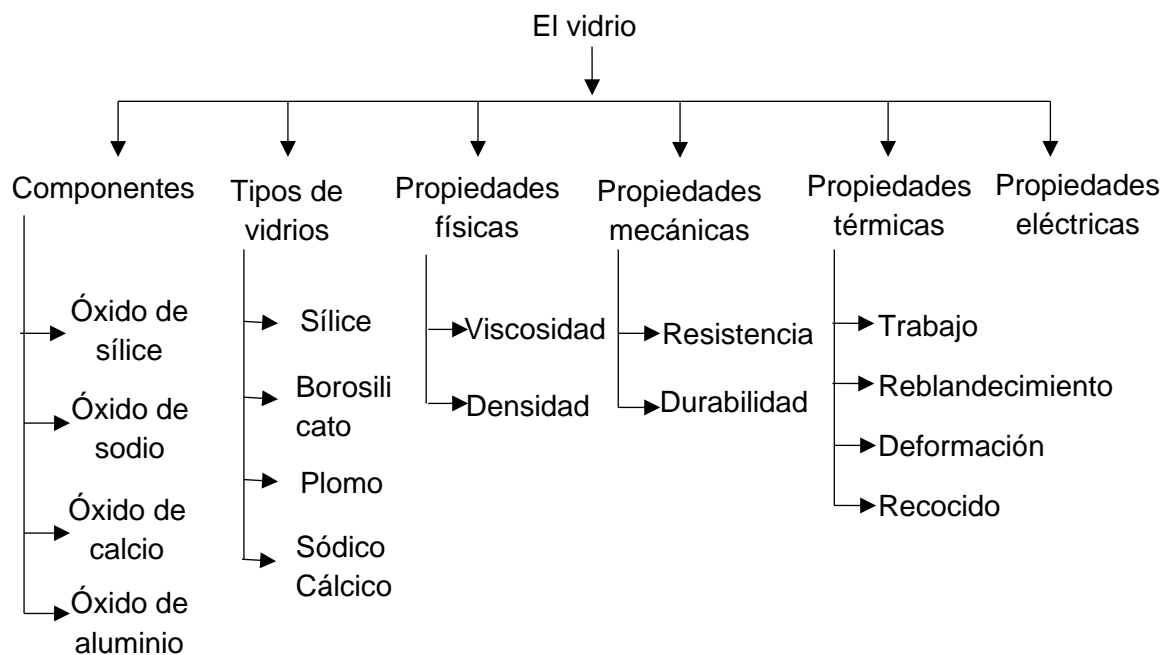 El vidrio
Componentes
Óxido de
sílice
Óxido de
sodio
Óxido de
calcio
Óxido de
aluminio
Tipos de
vidrios
Sílice
Borosili
cato
Plomo
Sódico
Cálcico
Propiedades
físicas
Viscosidad
Densidad
Propiedades
mecánicas
Resistencia
Durabilidad
Propiedades
térmicas
Trabajo
Reblandecimiento
Deformación
Recocido
Propiedades
eléctricas